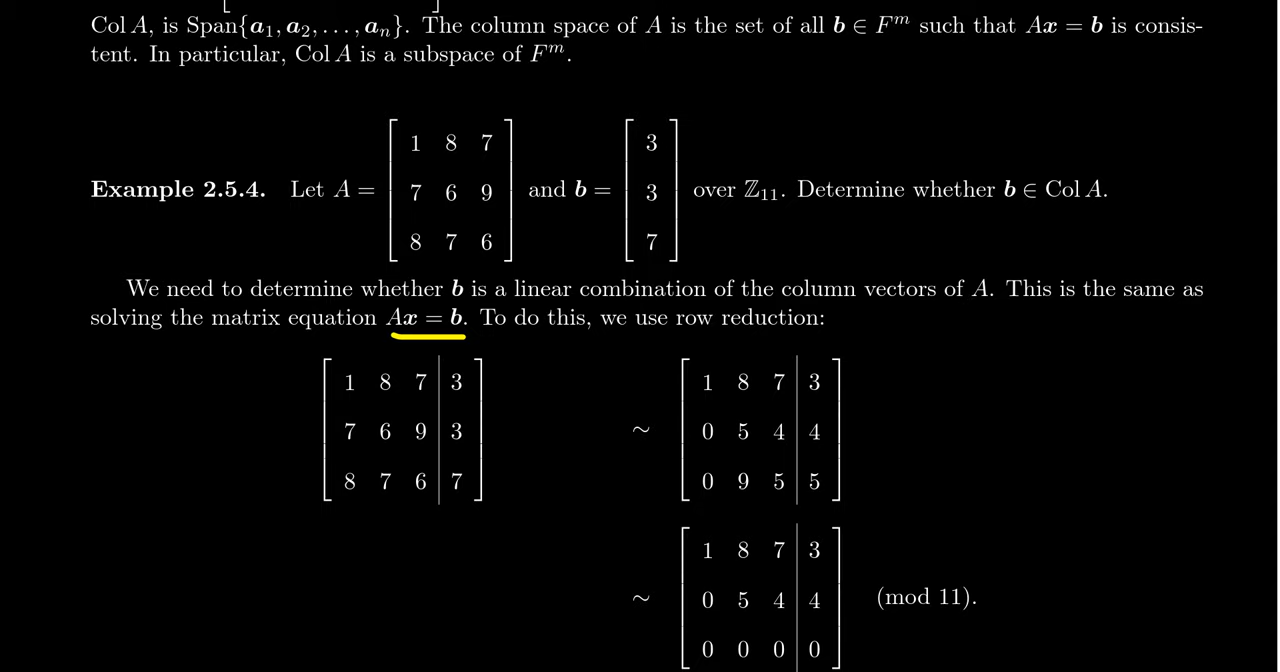 Col A, is Span{a₁, a₂, . . . , aₙ}. The column space of A is the set of all b ∈ Fᵐ such that Ax = b is consis-
tent. In particular, Col A is a subspace of Fᵐ.
Example 2.5.4. Let A = [1 8 7; 7 6 9; 8 7 6] and b = [3; 3; 7] over ℤ₁₁. Determine whether b ∈ Col A.
We need to determine whether b is a linear combination of the column vectors of A. This is the same as
solving the matrix equation Ax = b. To do this, we use row reduction:
[1 8 7 | 3; 7 6 9 | 3; 8 7 6 | 7] ~ [1 8 7 | 3; 0 5 4 | 4; 0 9 5 | 5]
~ [1 8 7 | 3; 0 5 4 | 4; 0 0 0 | 0] (mod 11).